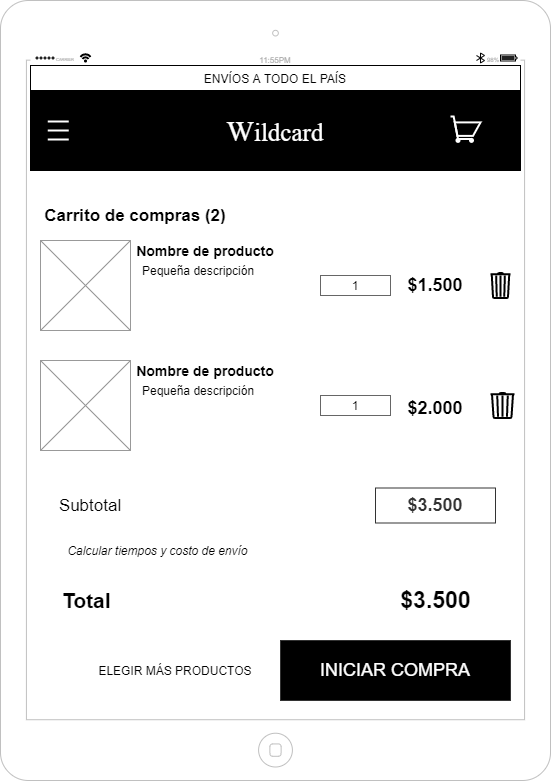 11:55PM
ENVÍOS A TODO EL PAÍS
Wildcard
Carrito de compras (2)
Nombre de producto
Pequeña descripción
1
$1.500
Nombre de producto
Pequeña descripción
1
$2.000
Subtotal
$3.500
Calcular tiempos y costo de envío
Total
$3.500
ELEGIR MÁS PRODUCTOS
INICIAR COMPRA